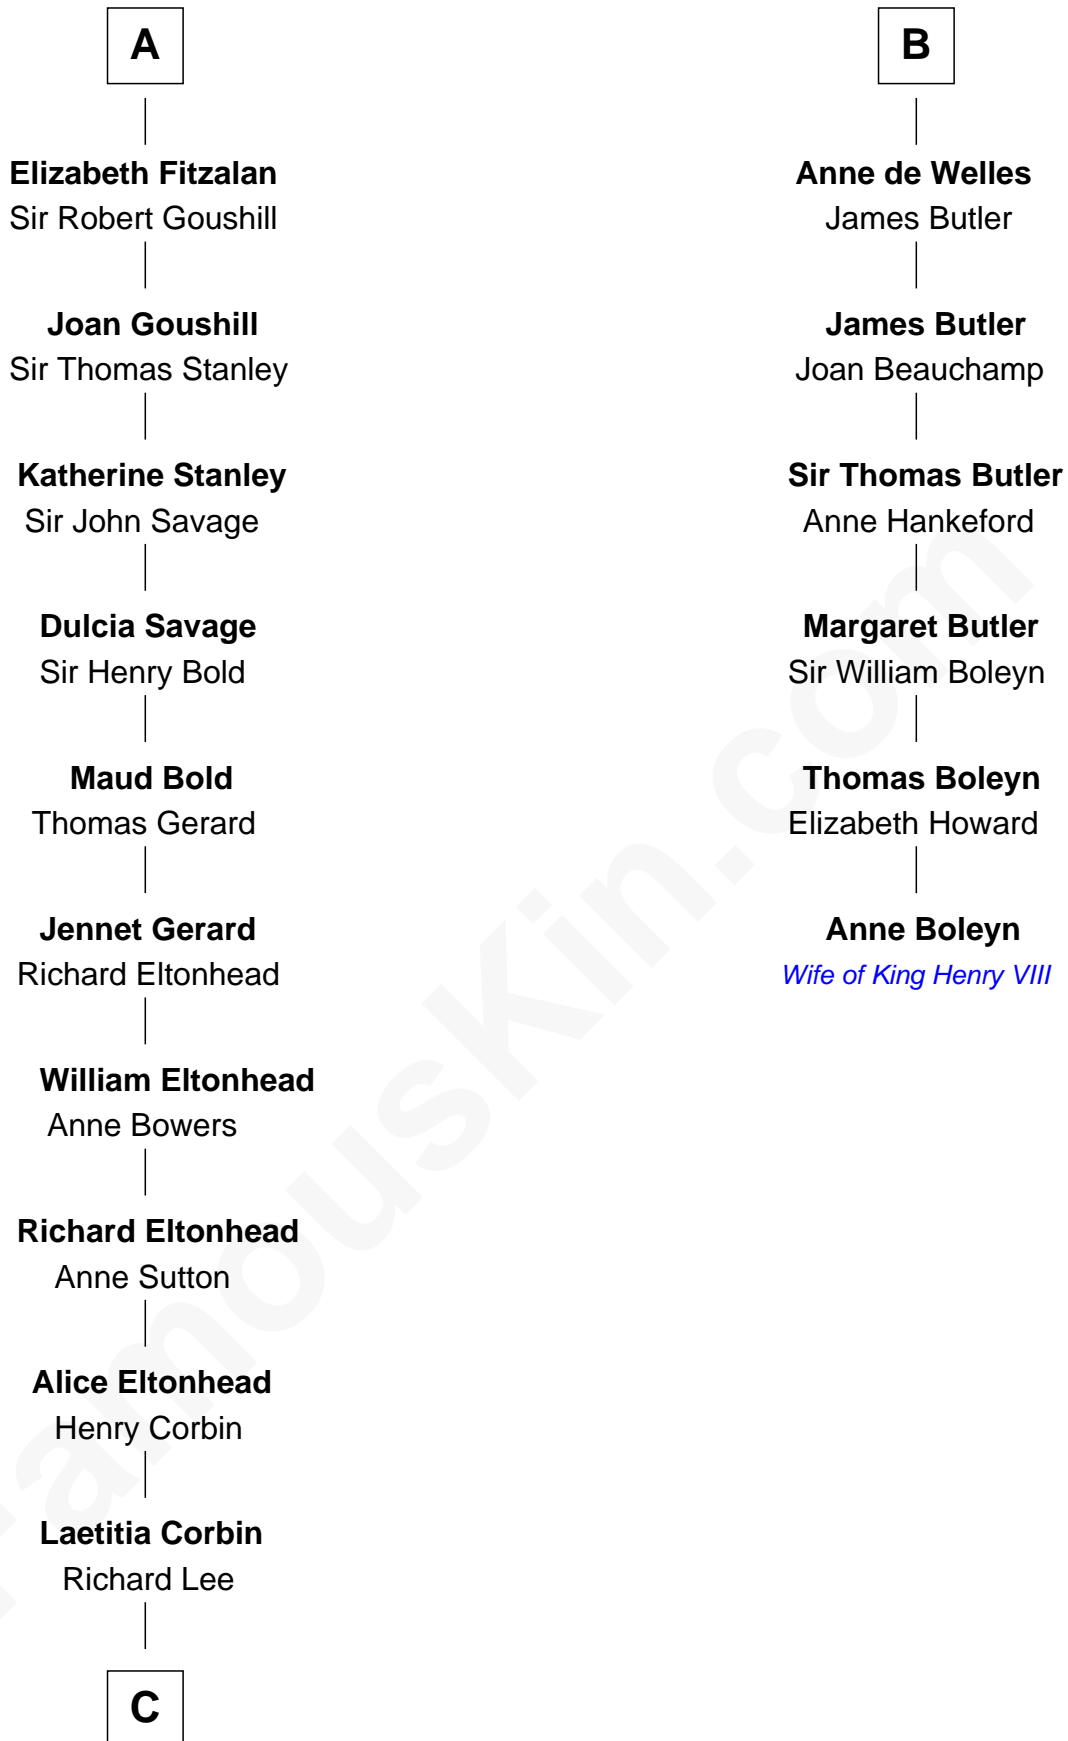 A
Elizabeth Fitzalan
Sir Robert Goushill
Joan Goushill
Sir Thomas Stanley
Katherine Stanley
Sir John Savage
Dulcia Savage
Sir Henry Bold
Maud Bold
Thomas Gerard
Jennet Gerard
Richard Eltonhead
William Eltonhead
Anne Bowers
Richard Eltonhead
Anne Sutton
Alice Eltonhead
Henry Corbin
Laetitia Corbin
Richard Lee
C
B
Anne de Welles
James Butler
James Butler
Joan Beauchamp
Sir Thomas Butler
Anne Hankeford
Margaret Butler
Sir William Boleyn
Thomas Boleyn
Elizabeth Howard
Anne Boleyn
Wife of King Henry VIII
FamousKin.com